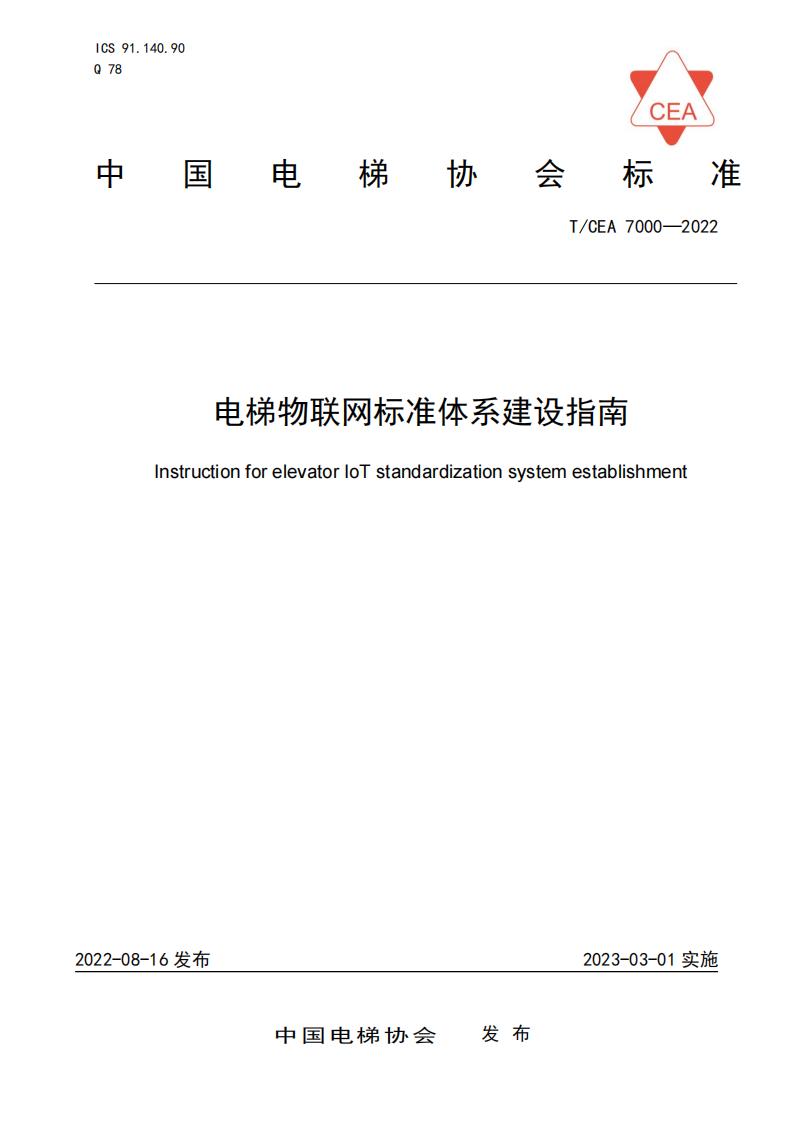 ICS 91.140.90
Q 78
CEA
中国电梯协会标准
T/CEA 7000—2022
电梯物联网标准体系建设指南
Instruction for elevator IoT standardization system establishment
2022-08-16 发布 2023-03-01 实施
中国电梯协会 发布